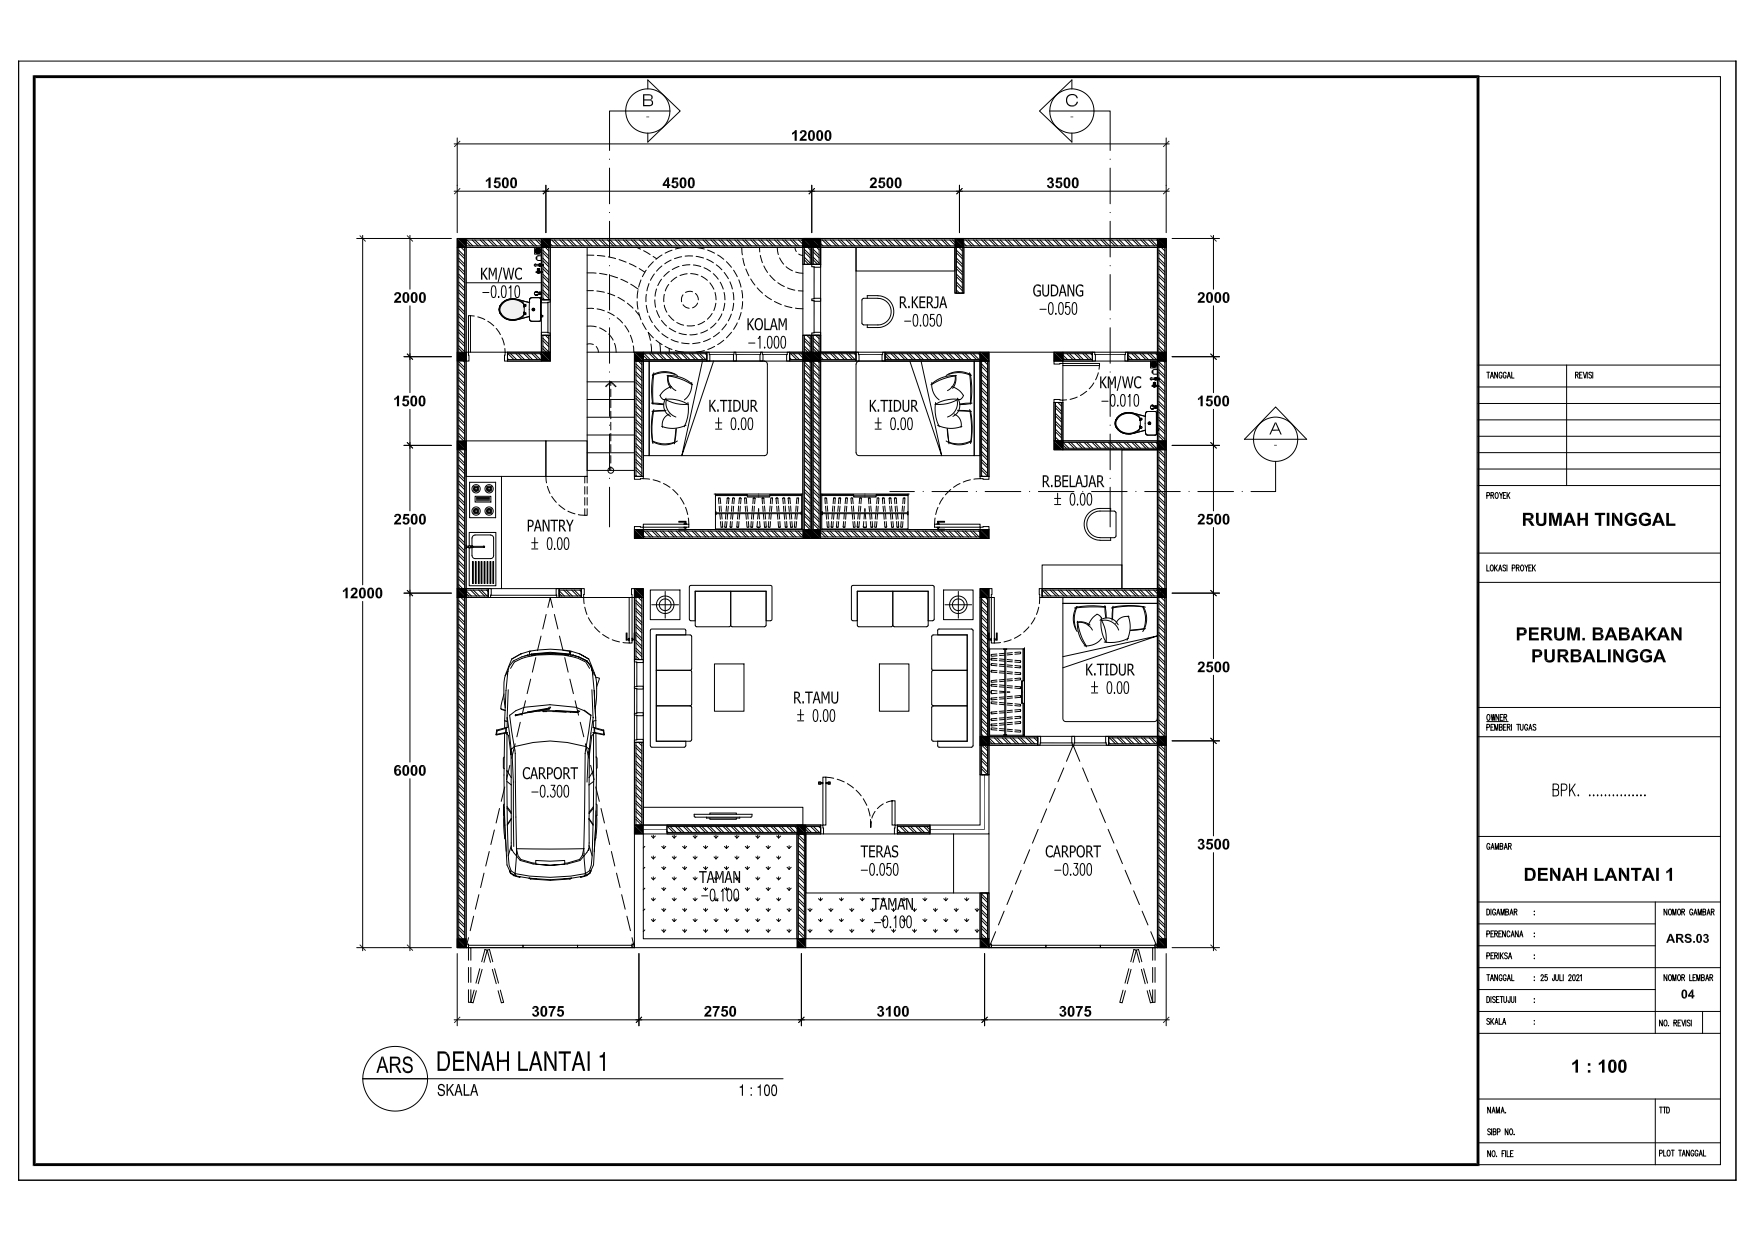 B
-
C
-
12000
1500 4500 2500 3500
KM/WC
-0.010
KOLAM
-1.000
R.KERJA
-0.050
GUDANG
-0.050
2000
2000
K.TIDUR
± 0.00
K.TIDUR
± 0.00
KM/WC
-0.010
1500
1500
A
-
R.BELAJAR
± 0.00
PANTRY
± 0.00
2500
2500
12000
R.TAMU
± 0.00
K.TIDUR
± 0.00
2500
6000
CARPORT
-0.300
3500
TERAS
-0.050
CARPORT
-0.300
TAMAN
-0.100
TAMAN
-0.100
3075 2750 3100 3075
ARS
DENAH LANTAI 1
SKALA 1 : 100
TANGGAL REVISI
PROYEK
RUMAH TINGGAL
LOKASI PROYEK
PERUM. BABAKAN
PURBALINGGA
OWNER
PEMBERI TUGAS
BPK. ...............
GAMBAR
DENAH LANTAI 1
DIGAMBAR :
NOMOR GAMBAR
PERENCANA :
ARS.03
PERIKSA :
TANGGAL : 25 JULI 2021
NOMOR LEMBAR
04
DISETUJUI :
SKALA :
NO. REVISI
1 : 100
NAMA.
TTD
SIBP NO.
NO. FILE
PLOT TANGGAL